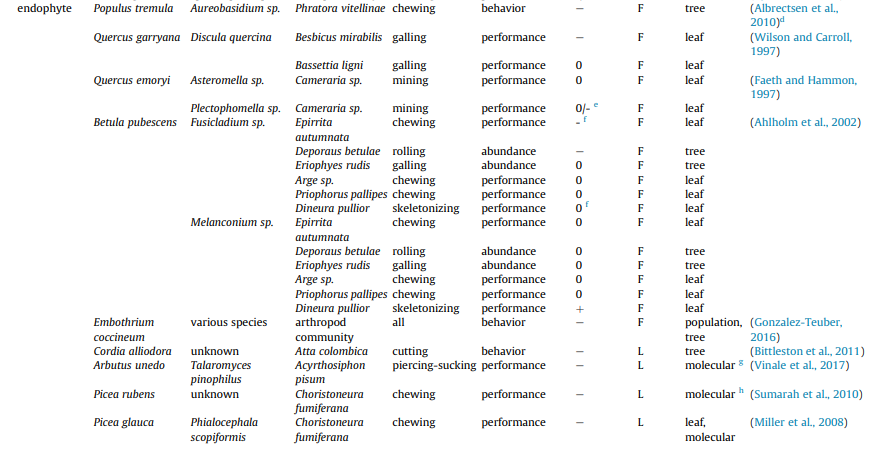 endophyte Populus tremula Aureobasidium sp. Phratora vitellinae chewing behavior − F tree (Albrectsen et al.,
2010)d
Quercus garryana Discula quercina Besbicus mirabilis galling performance − F leaf (Wilson and Carroll,
1997)
Bassettia ligni galling performance 0 F leaf
Quercus emoryi Asteromella sp. Cameraria sp. mining performance 0 F leaf (Faeth and Hammon,
1997)
Plectophomella sp. Cameraria sp. mining performance 0/- e F leaf
Betula pubescens Fusicladium sp. Epirrita chewing performance - f F leaf (Ahlholm et al., 2002)
autumnata
Deporaus betulae rolling abundance − F tree
Eriophyes rudis galling abundance 0 F tree
Arge sp. chewing performance 0 F leaf
Priophorus pallipes chewing performance 0 F leaf
Dineura pullior skeletonizing performance 0 f F leaf
Melanconium sp. Epirrita chewing performance 0 F leaf
autumnata
Deporaus betulae rolling abundance 0 F tree
Eriophyes rudis galling abundance 0 F tree
Arge sp. chewing performance 0 F leaf
Priophorus pallipes chewing performance 0 F leaf
Dineura pullior skeletonizing performance + F leaf
Embothrium various species arthropod all behavior − F population, (Gonzalez-Teuber,
coccineum community tree 2016)
Cordia alliodora unknown Atta colombica cutting behavior − L tree (Bittleston et al., 2011)
Arbutus unedo Talaromyces Acyrthosiphon piercing-sucking performance − L molecular g (Vinale et al., 2017)
pinophilus pisum
Picea rubens unknown Choristoneura chewing performance − L molecular h (Sumarah et al., 2010)
fumiferana
Picea glauca Phialocephala Choristoneura chewing performance − L leaf, (Miller et al., 2008)
scopiformis fumiferana molecular